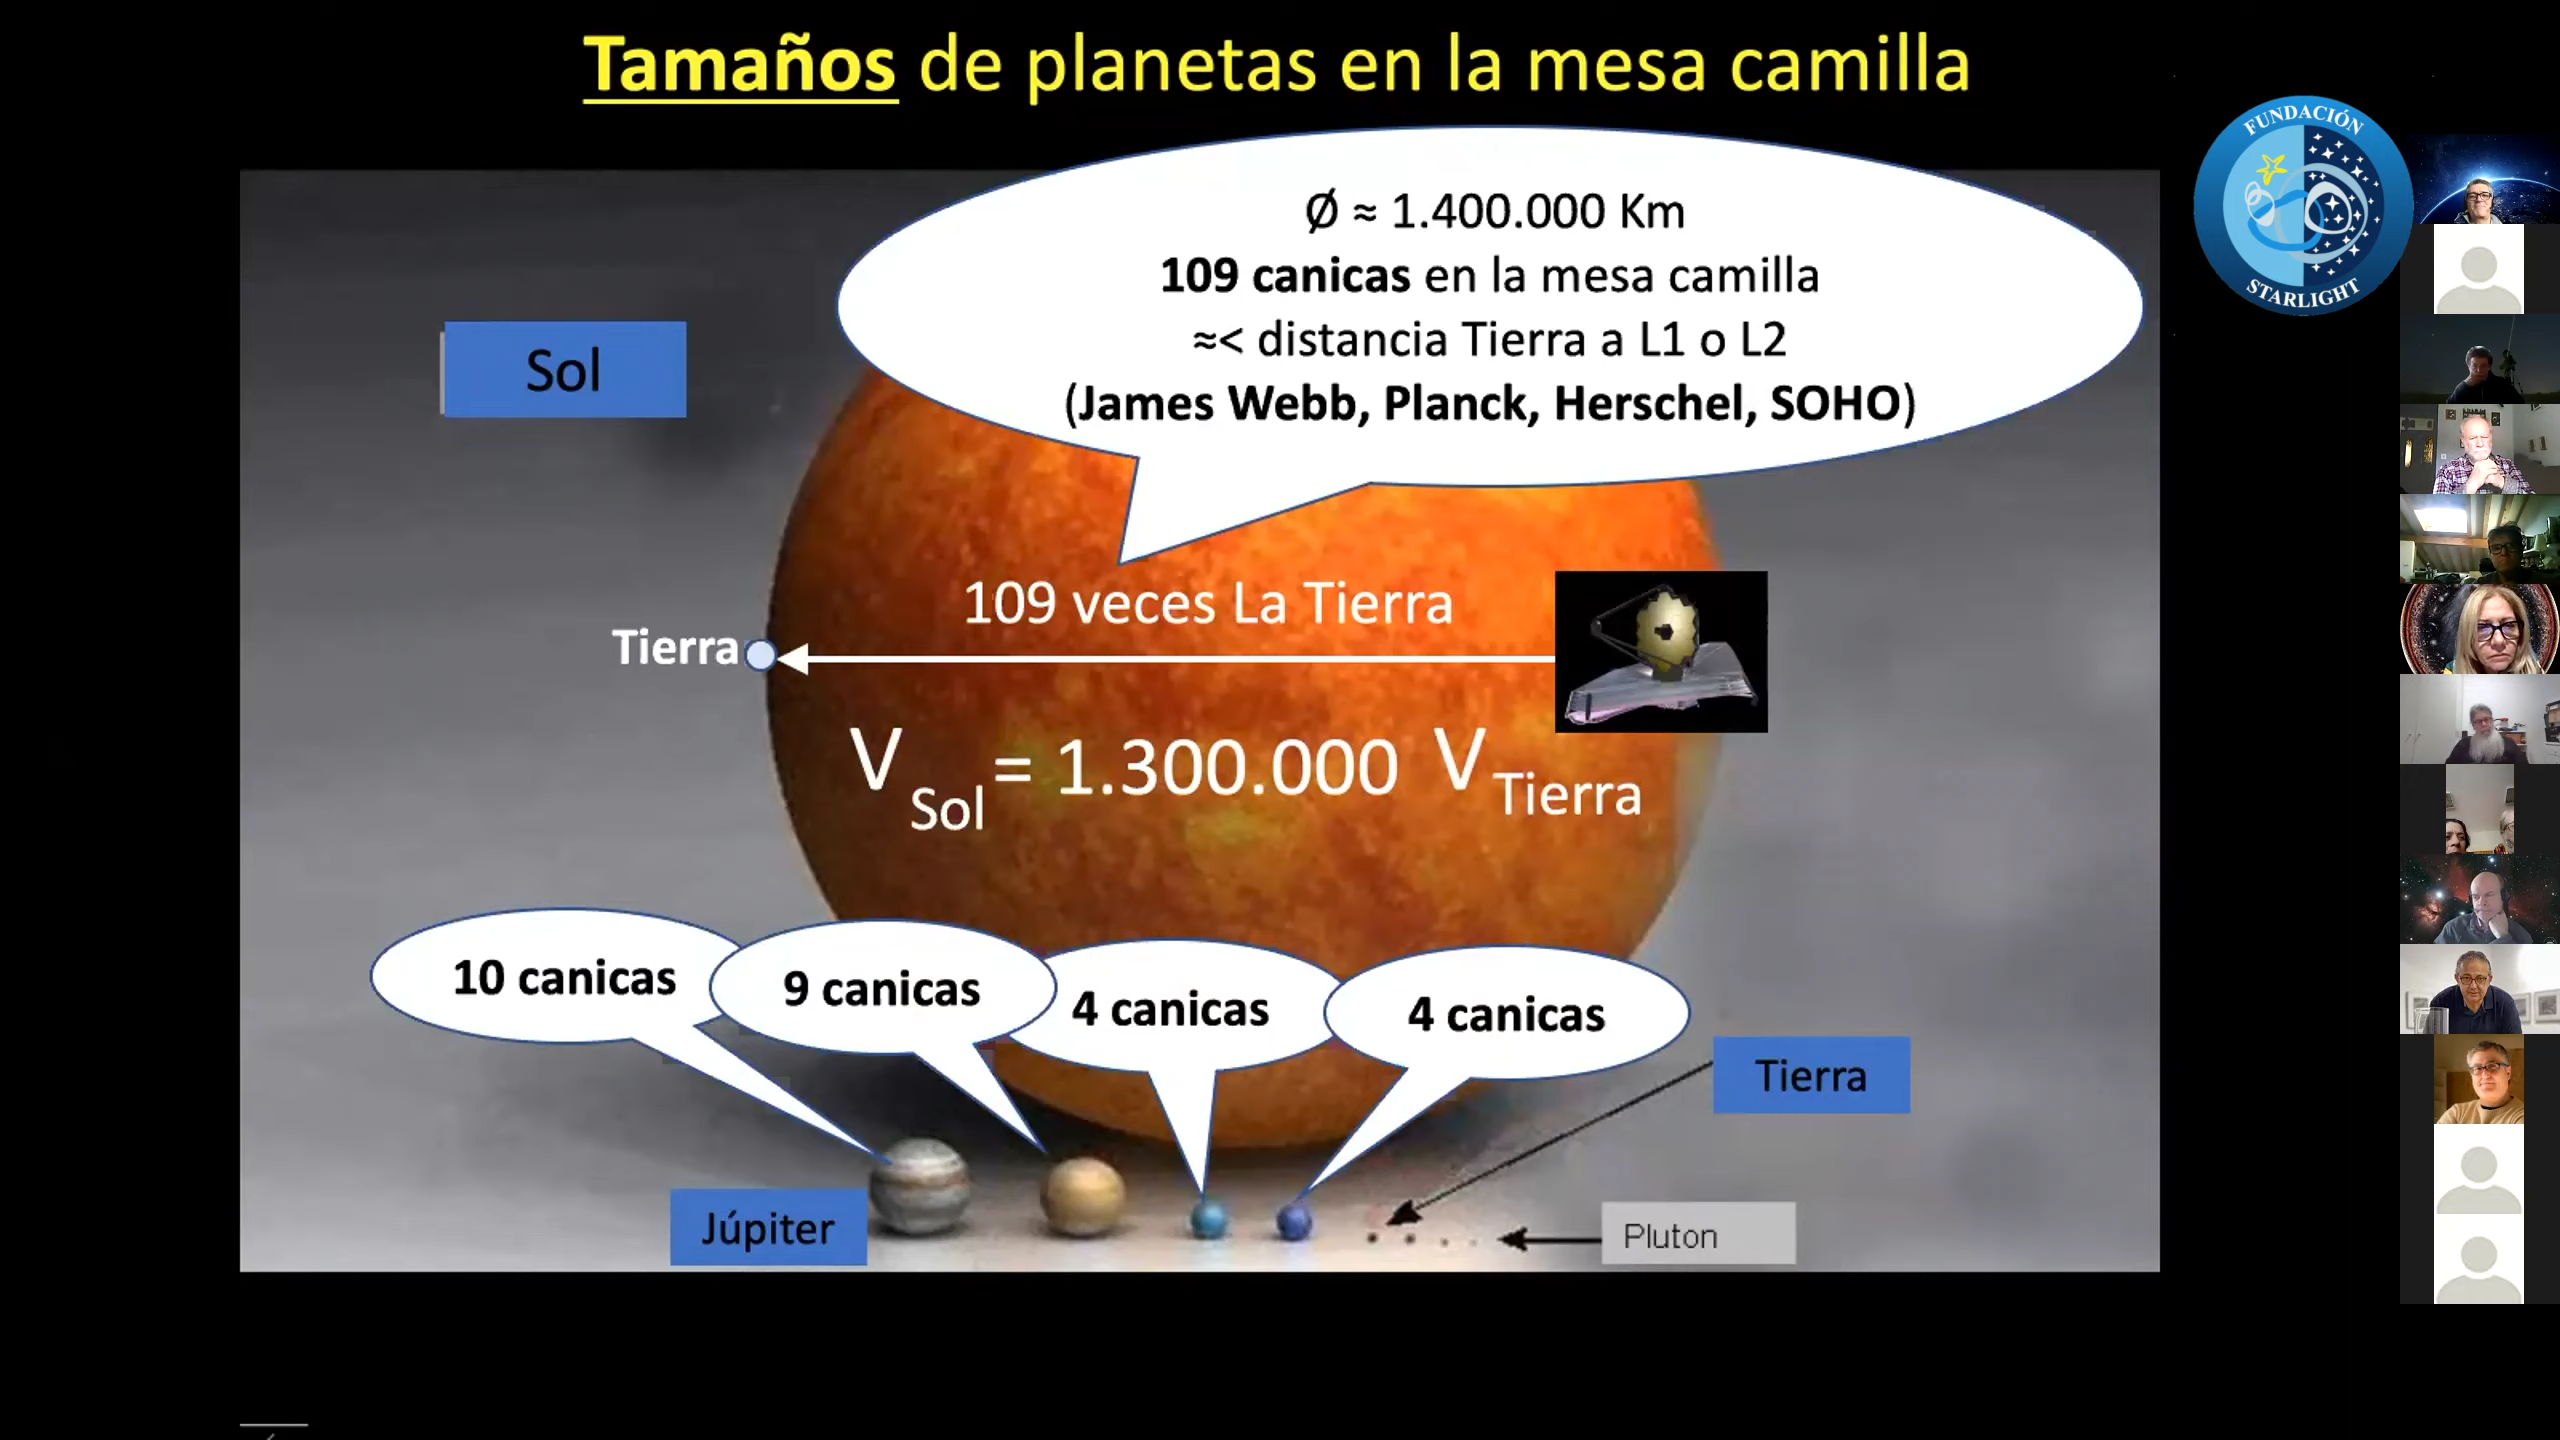 Tamaños de planetas en la mesa camilla
FUNDACIÓN
STARLIGHT
Ø ≈ 1.400.000 Km
109 canicas en la mesa camilla
≈< distancia Tierra a L1 o L2
(James Webb, Planck, Herschel, SOHO)
Sol
109 veces La Tierra
Tierra
V Sol = 1.300.000 V Tierra
10 canicas
9 canicas
4 canicas
4 canicas
Tierra
Júpiter
Pluton